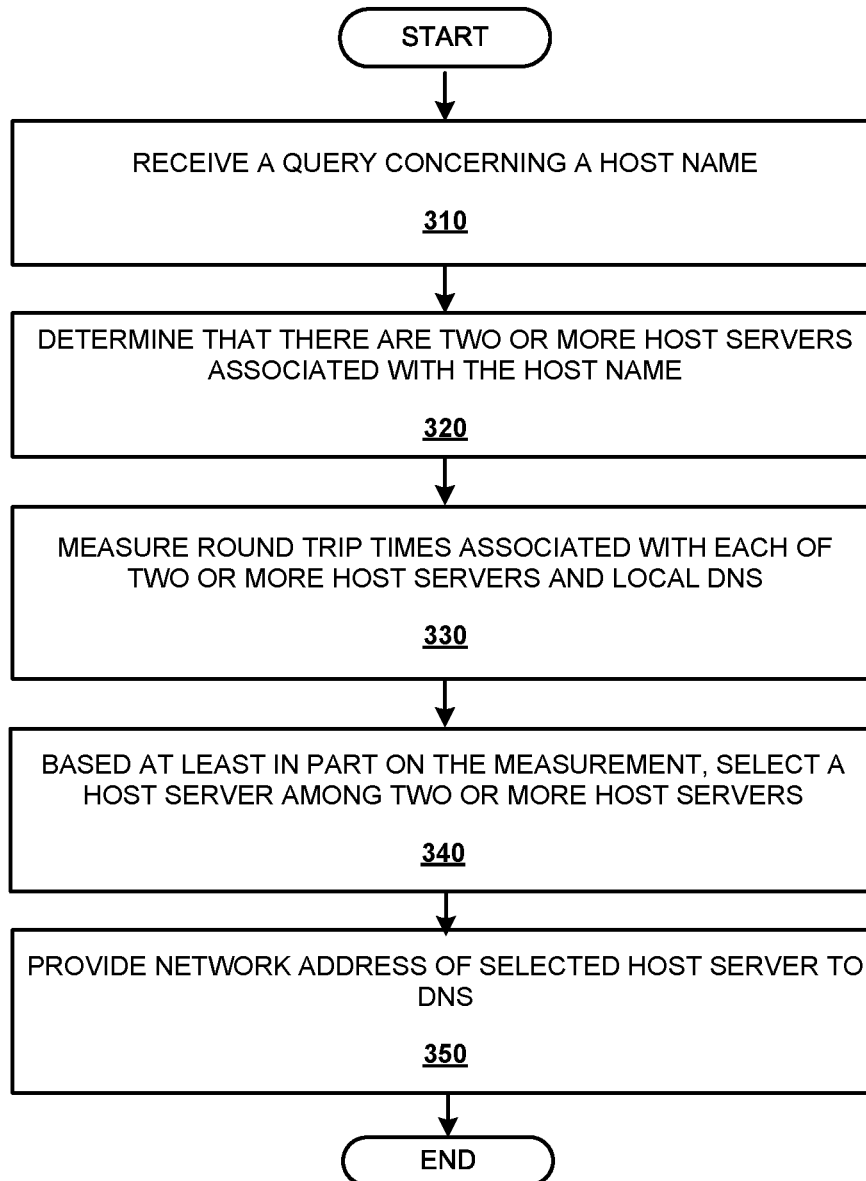 START
RECEIVE A QUERY CONCERNING A HOST NAME
310
DETERMINE THAT THERE ARE TWO OR MORE HOST SERVERS
ASSOCIATED WITH THE HOST NAME
320
MEASURE ROUND TRIP TIMES ASSOCIATED WITH EACH OF
TWO OR MORE HOST SERVERS AND LOCAL DNS
330
BASED AT LEAST IN PART ON THE MEASUREMENT, SELECT A
HOST SERVER AMONG TWO OR MORE HOST SERVERS
340
PROVIDE NETWORK ADDRESS OF SELECTED HOST SERVER TO
DNS
350
END